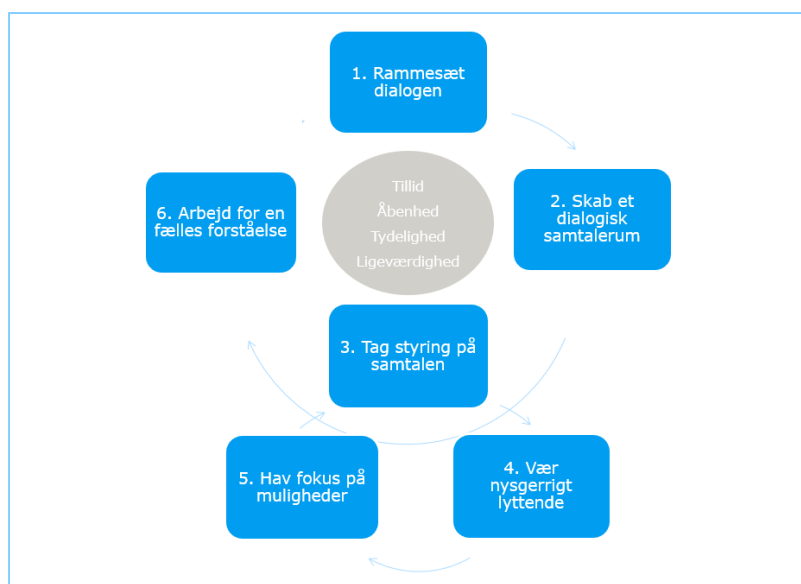 1. Rammesæt
dialogen
2. Skab et
dialogisk
samtalerum
3. Tag styring på
samtalen
4. Vær
nysgerrigt
lyttende
5. Hav fokus på
muligheder
6. Arbejd for en
fælles forståelse
Tillid
Åbenhed
Tydelighed
Ligeværdighed